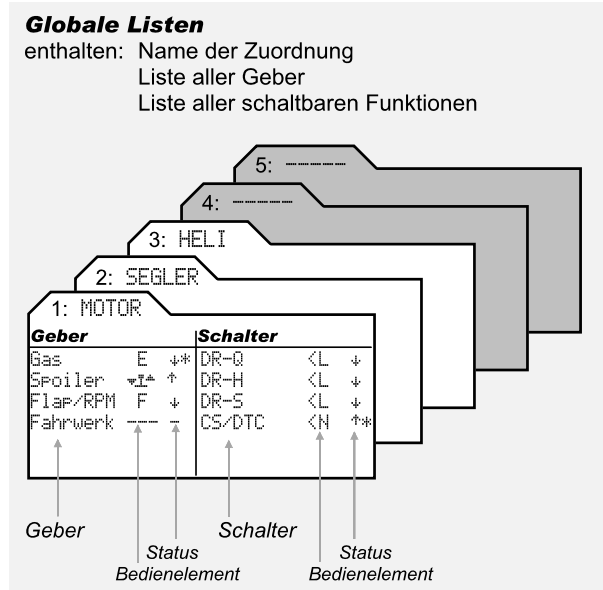 Globale Listen
enthalten: Name der Zuordnung
Liste aller Geber
Liste aller schaltbaren Funktionen
5: -----
4: -----
3: HELI
2: SEGLER
1: MOTOR
Geber Schalter
Gas E ↓* DR-Q <L ↓
Spoiler ↑ DR-H <L ↓
Flap/RPM F ↓ DR-S <L ↓
Fahrwerk --- - CS/DTC <N ↑*
Geber Schalter
Status Status
Bedienelement Bedienelement